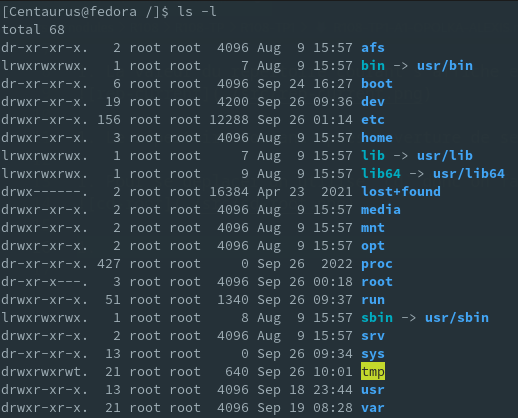 [Centaurus@fedora /]$ ls -l
total 68
dr-xr-xr-x.   2 root root  4096 Aug  9 15:57 afs
lrwxrwxrwx.   1 root root     7 Aug  9 15:57 bin -> usr/bin
dr-xr-xr-x.   6 root root  4096 Sep 24 16:27 boot
drwxr-xr-x.  19 root root  4200 Sep 26 09:36 dev
drwxr-xr-x. 156 root root 12288 Sep 26 01:14 etc
drwxr-xr-x.   3 root root  4096 Aug  9 15:57 home
lrwxrwxrwx.   1 root root     7 Aug  9 15:57 lib -> usr/lib
lrwxrwxrwx.   1 root root     9 Aug  9 15:57 lib64 -> usr/lib64
drwx------.   2 root root 16384 Apr 23  2021 lost+found
drwxr-xr-x.   2 root root  4096 Aug  9 15:57 media
drwxr-xr-x.   2 root root  4096 Aug  9 15:57 mnt
drwxr-xr-x.   2 root root  4096 Aug  9 15:57 opt
dr-xr-xr-x. 427 root root     0 Sep 26  2022 proc
dr-xr-x---.   3 root root  4096 Sep 26 00:18 root
drwxr-xr-x.  51 root root  1340 Sep 26 09:37 run
lrwxrwxrwx.   1 root root     8 Aug  9 15:57 sbin -> usr/sbin
drwxr-xr-x.   2 root root  4096 Aug  9 15:57 srv
dr-xr-xr-x.  13 root root     0 Sep 26 09:34 sys
drwxrwxrwt.  21 root root   640 Sep 26 10:01 tmp
drwxr-xr-x.  13 root root  4096 Sep 18 23:44 usr
drwxr-xr-x.  21 root root  4096 Sep 19 08:28 var